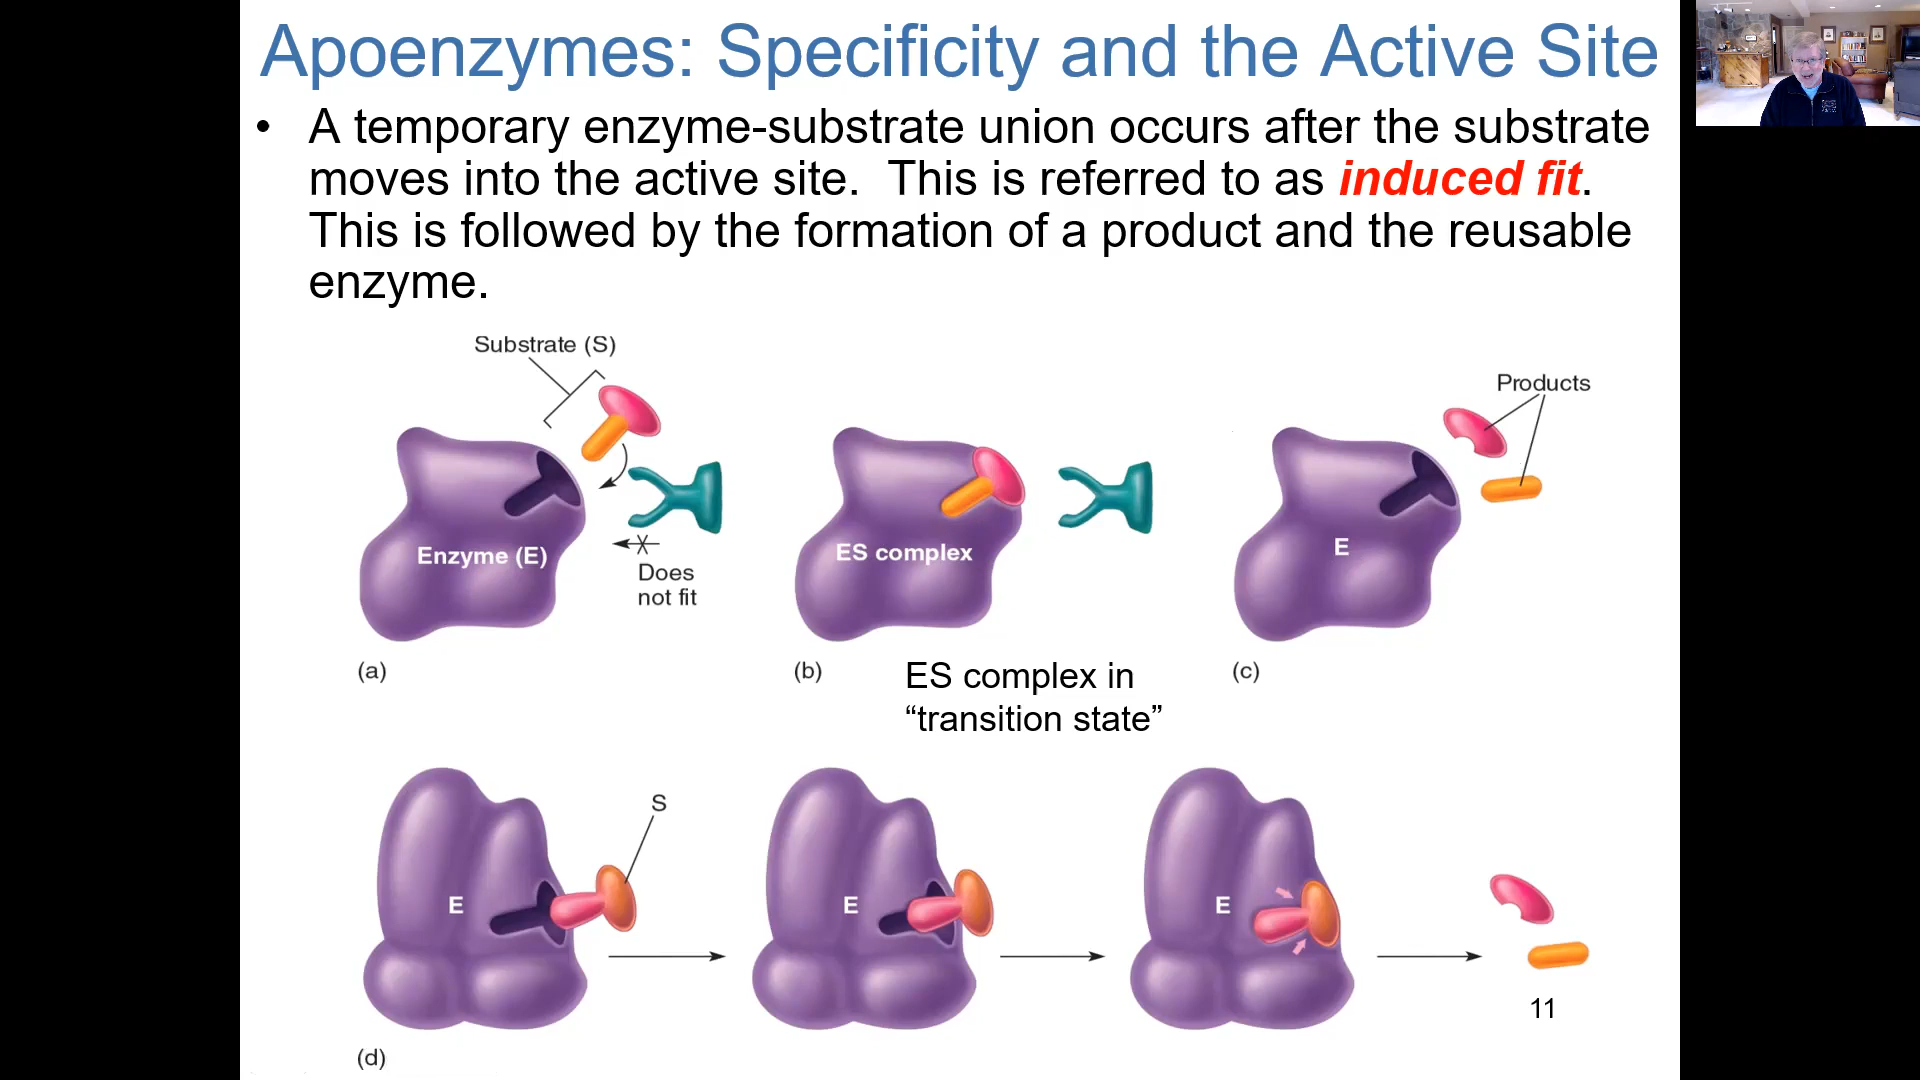 Apoenzymes: Specificity and the Active Site
• A temporary enzyme-substrate union occurs after the substrate
moves into the active site. This is referred to as induced fit.
This is followed by the formation of a product and the reusable
enzyme.
Substrate (S)
Products
Enzyme (E)
Does
not fit
ES complex
E
(a)
(b)
(c)
ES complex in
“transition state”
S
E
E
E
11
(d)